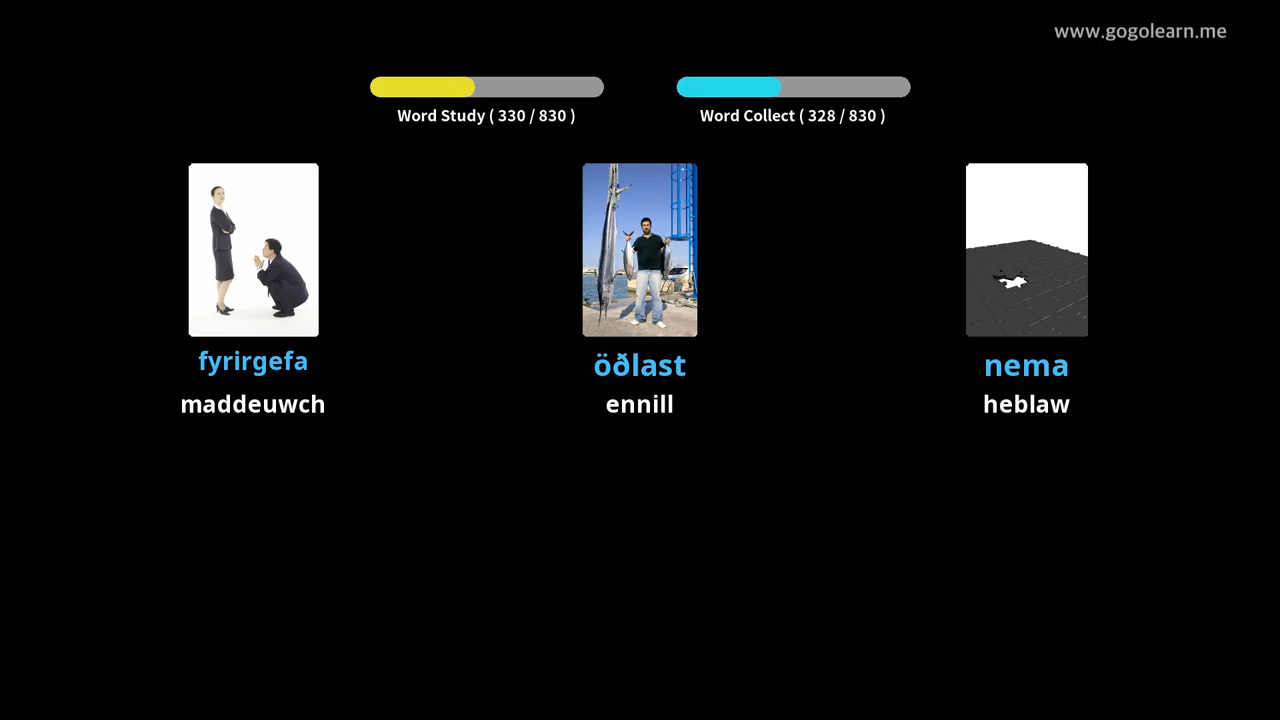 www.gogolearn.me
Word Study ( 330 / 830 )
Word Collect ( 328 / 830 )
fyrirgefa
öðlast
nema
maddeuwch
ennill
heblaw